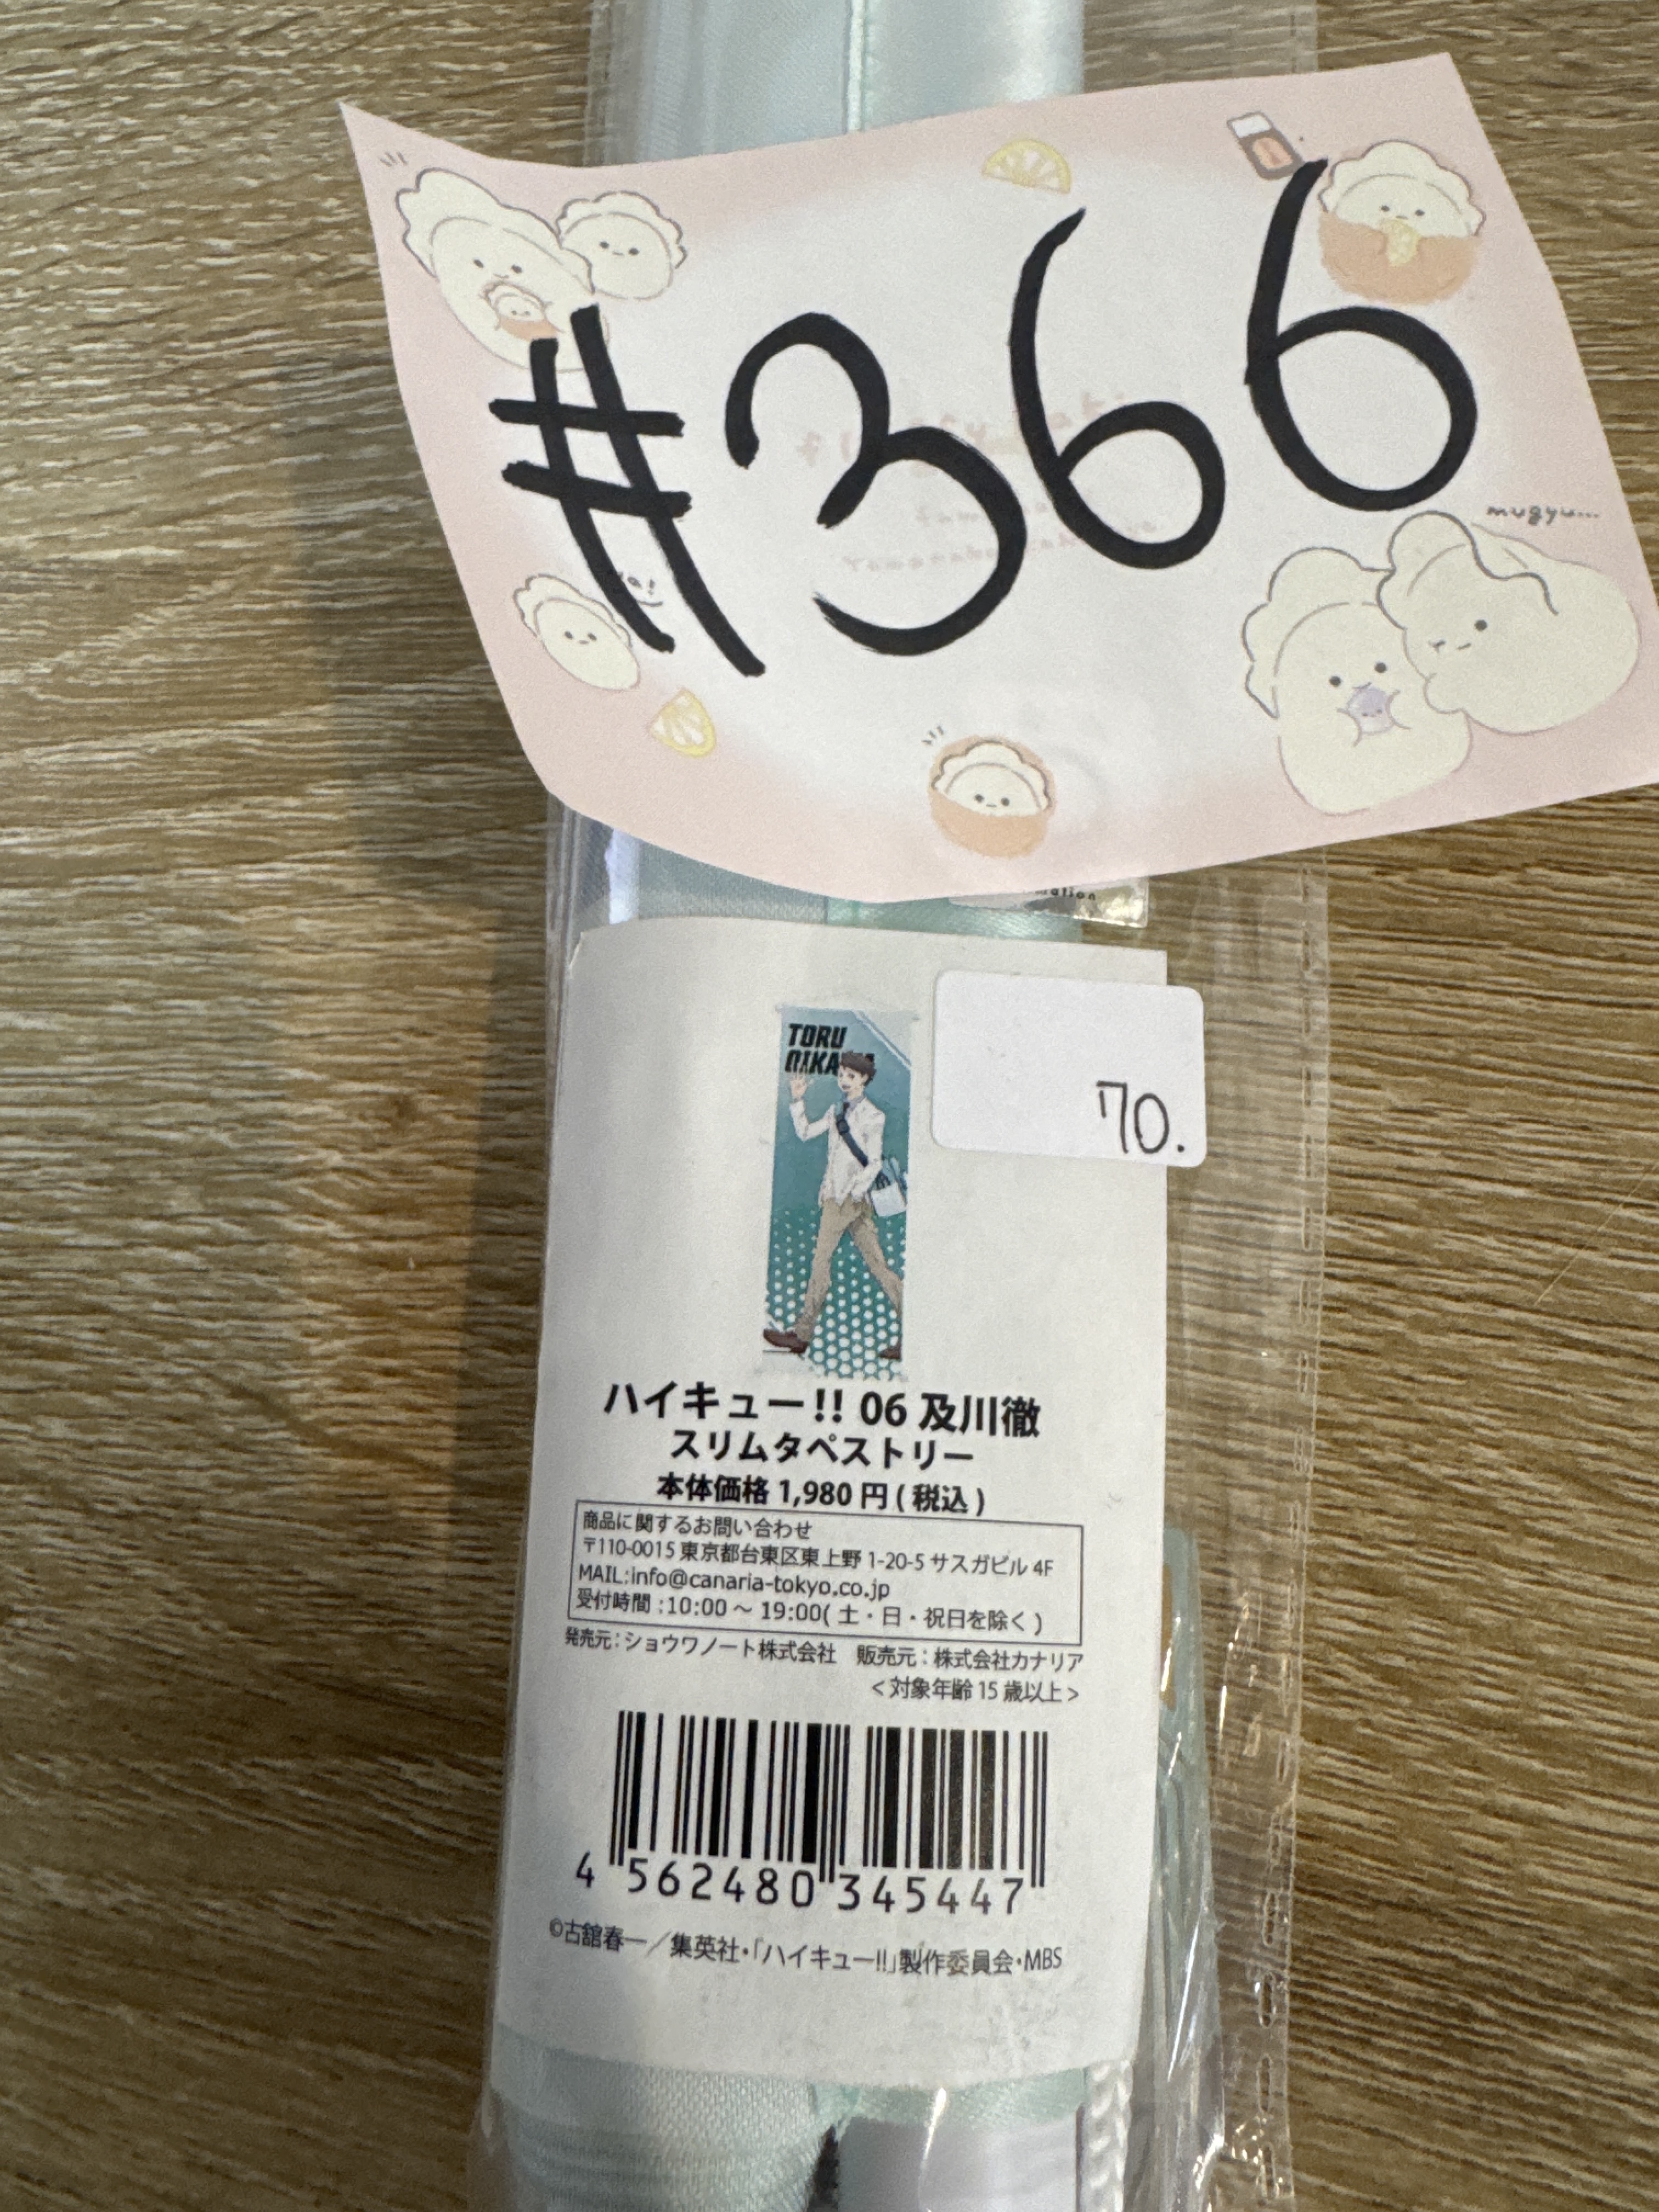 #366
mugyu...
mation
TORU
OIKA
70.
ハイキュー!! 06 及川徹
スリムタペストリー
本体価格 1,980 円 ( 税込 )
商品に関するお問い合わせ
〒110-0015 東京都台東区東上野 1-20-5 サスガビル 4F
MAIL:info@canaria-tokyo.co.jp
受付時間 :10:00 ~ 19:00( 土・日・祝日を除く )
発売元：ショウワノート株式会社 販売元：株式会社カナリア
<対象年齢 15 歳以上>
4 562480 345447
©古舘春一／集英社・「ハイキュー!!」製作委員会・MBS